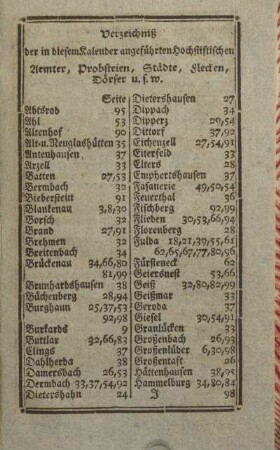 Verzeichniß
der in diesem Kalender angeführten Hochstiftischen
Aemter, Probsteien, Städte, Flecken,
Dörfer u. s. w.
Seite
Abtsrod 95
Ahl 53
Altenhof 90
Alt-u. Neuglashütten 35
Antenhausen 37
Arzell 33
Batten 27,53
Bermbach 32
Bieberstein 91
Blankenau 3,8,30
Borsch 32
Brand 27,91
Brehmen 32
Breitenbach 34
Brückenau 34,66,80
81,99
Brunhardshausen 38
Büchenberg 28,94
Burghaun 25,37,53
92,98
Burkards 9
Buttlar 32,66,83
Clings 37
Dahlherda 38
Damersbach 26,53
Dermbach 33,37,54,92
Dietershahn 24
Dietershausen 27
Dippach 34
Dipperz 20,54
Dittorf 37,92
Eichenzell 27,54,91
Eiterfeld 33
Elters 28
Emphertshausen 37
Fasanerie 49,50,54
Feuerthal 36
Fischberg 92,99
Flieden 30,53,66,94
Florenberg 28
Fulda 18,21,39,55,61
62,65,67,77,80,96
Fürsteneck 62
Geiersnest 53,66
Geiß 32,80,82,99
Geißmar 33
Geroda 37
Giesel 30,54,91
Granlücken 33
Großenbach 26,93
Großenlüder 6,30,98
Großentaft 26
Hättenhausen 38,95
Hammelburg 34,80,84
J 98